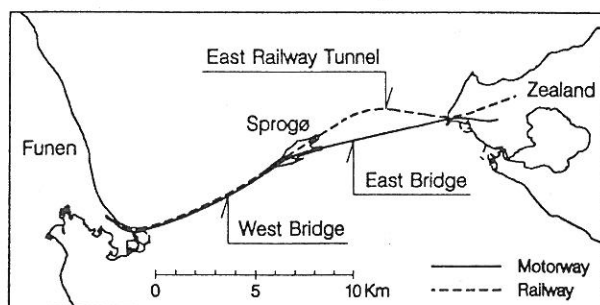 East Railway Tunnel
Zealand
Sprogø
Funen
East Bridge
West Bridge
0 5 10 Km
Motorway
Railway